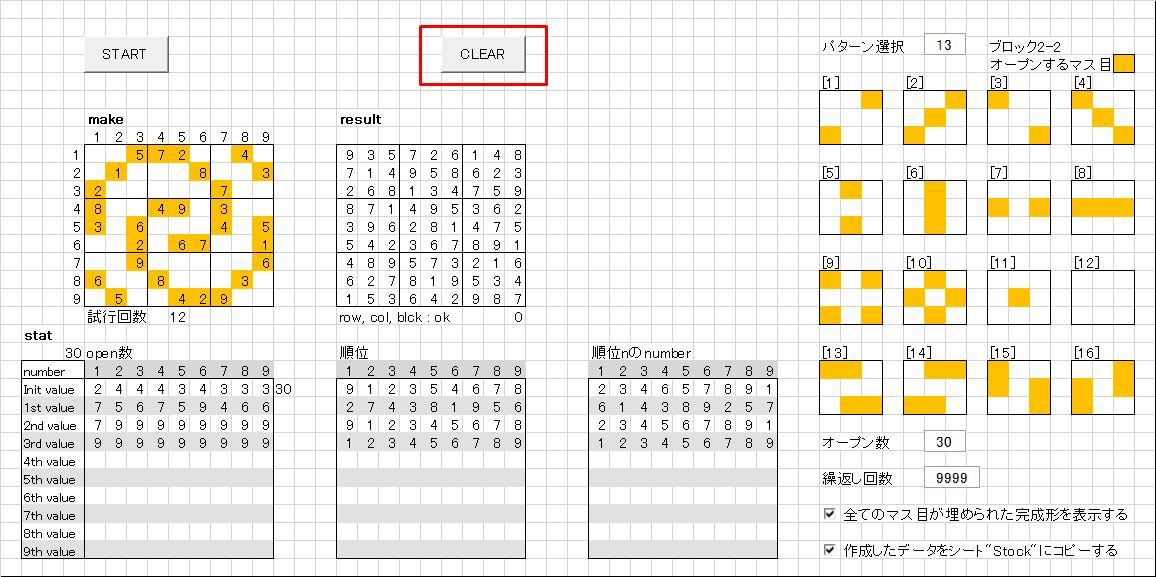 START
CLEAR
パターン選択 13 ブロック2-2
オープンするマス目
[1] [2] [3] [4]
make result
1 2 3 4 5 6 7 8 9
1 5 7 2 4 9 3 5 7 2 6 1 4 8
2 1 8 3 7 1 4 9 5 8 6 2 3
3 2 7 2 6 8 1 3 4 7 5 9
[5] [6] [7] [8]
4 8 4 9 3 8 7 1 4 9 5 3 6 2
5 3 6 4 5 3 9 6 2 8 1 4 7 5
6 2 6 7 1 5 4 2 3 6 7 8 9 1
7 9 6 4 8 9 5 7 3 2 1 6
[9] [10] [11] [12]
8 6 8 3 6 2 7 8 1 9 5 3 4
9 5 4 2 9 1 5 3 6 4 2 9 8 7
試行回数 12 row, col, blck : ok 0
stat
30 open数 順位 順位nのnumber
[13] [14] [15] [16]
number 1 2 3 4 5 6 7 8 9 1 2 3 4 5 6 7 8 9 1 2 3 4 5 6 7 8 9
Init value 2 4 4 4 3 4 3 3 3 30 9 1 2 3 5 4 6 7 8 2 3 4 6 5 7 8 9 1
1st value 7 5 6 7 5 9 4 6 6 2 7 4 3 8 1 9 5 6 6 1 4 3 8 9 2 5 7
2nd value 7 9 9 9 9 9 9 9 9 9 1 2 3 4 5 6 7 8 2 3 4 5 6 7 8 9 1
3rd value 9 9 9 9 9 9 9 9 9 1 2 3 4 5 6 7 8 9 1 2 3 4 5 6 7 8 9
オープン数 30
4th value
5th value
繰返し回数 9999
6th value
7th value
全てのマス目が埋められた完成形を表示する
8th value
9th value
作成したデータをシート“Stock“にコピーする